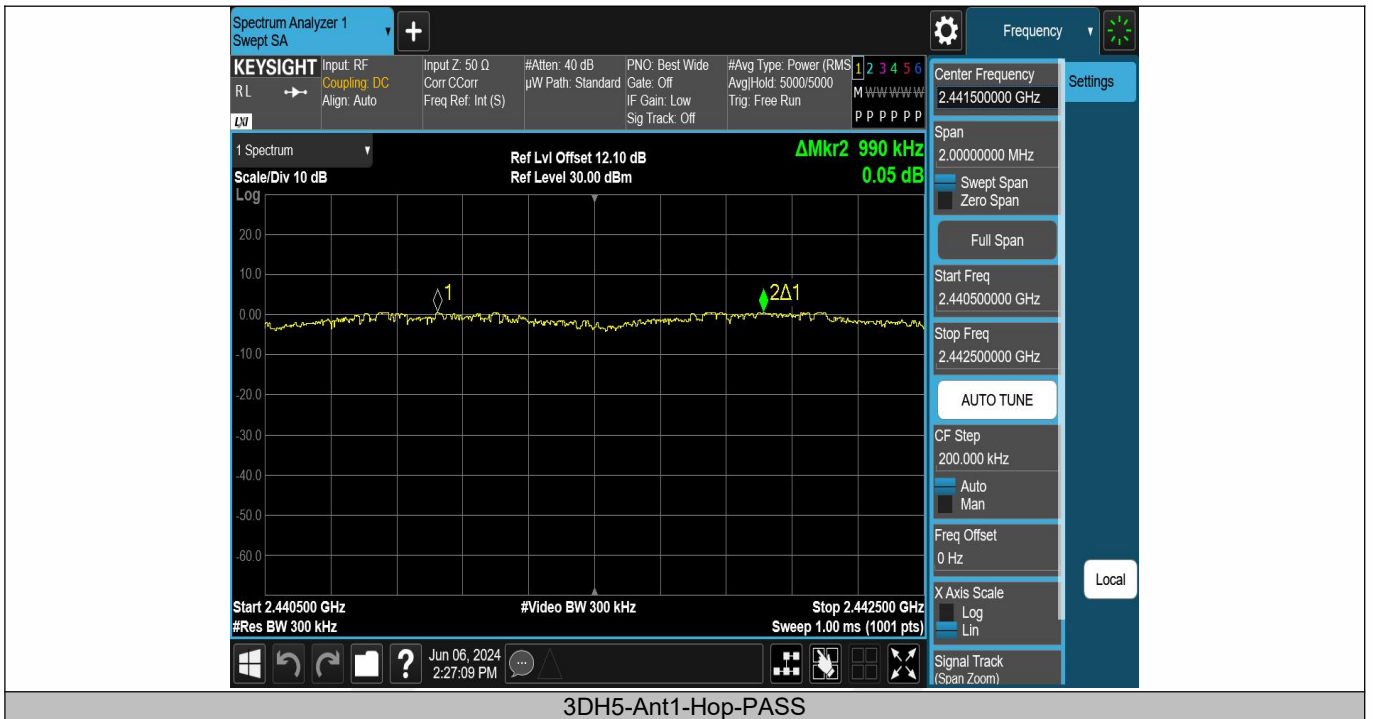 Spectrum Analyzer 1
Swept SA
+
Frequency
KEYSIGHT
RL
LXI
Input: RF
Coupling: DC
Align: Auto
Input Z: 50 Ω
Corr CCorr
Freq Ref: Int (S)
#Atten: 40 dB
µW Path: Standard
PNO: Best Wide
Gate: Off
IF Gain: Low
Sig Track: Off
#Avg Type: Power (RMS
Avg|Hold: 5000/5000
Trig: Free Run
1 2 3 4 5 6
M W W W W W
P P P P P P
1 Spectrum
Scale/Div 10 dB
Log
Ref Lvl Offset 12.10 dB
Ref Level 30.00 dBm
ΔMkr2 990 kHz
0.05 dB
20.0
10.0
0.00
-10.0
-20.0
-30.0
-40.0
-50.0
-60.0
1
2Δ1
Start 2.440500 GHz
#Res BW 300 kHz
#Video BW 300 kHz
Stop 2.442500 GHz
Sweep 1.00 ms (1001 pts)
?
Jun 06, 2024
2:27:09 PM
Center Frequency
2.441500000 GHz
Settings
Span
2.00000000 MHz
Swept Span
Zero Span
Full Span
Start Freq
2.440500000 GHz
Stop Freq
2.442500000 GHz
AUTO TUNE
CF Step
200.000 kHz
Auto
Man
Freq Offset
0 Hz
Local
X Axis Scale
Log
Lin
Signal Track
(Span Zoom)
3DH5-Ant1-Hop-PASS